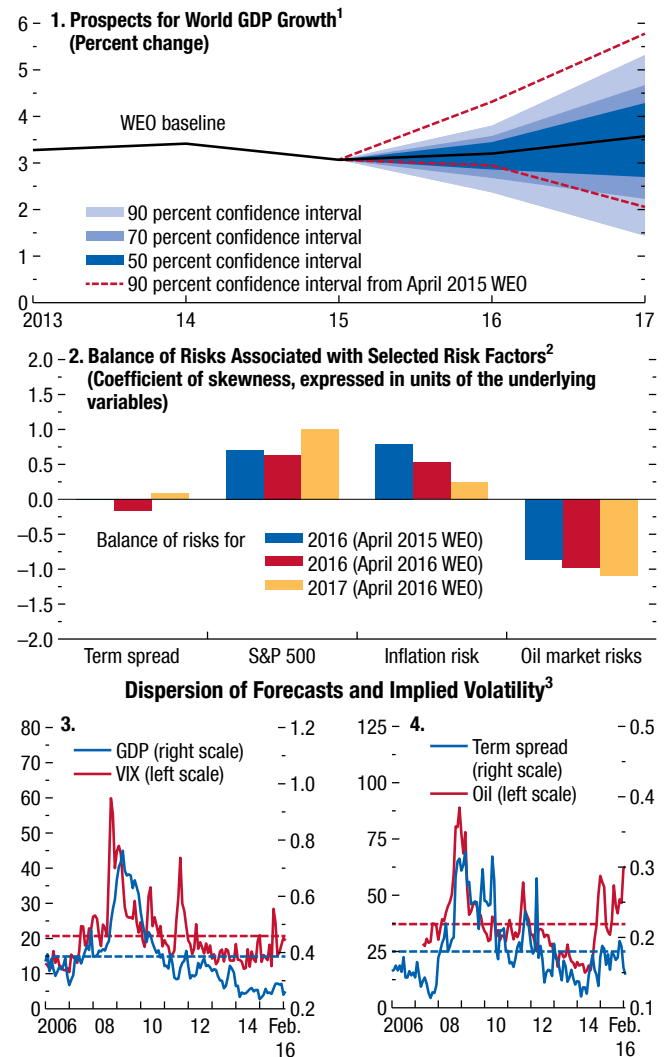 1. Prospects for World GDP Growth¹
(Percent change)
6
5
4
3
2
1
0
WEO baseline
90 percent confidence interval
70 percent confidence interval
50 percent confidence interval
90 percent confidence interval from April 2015 WEO
2013 14 15 16 17
2. Balance of Risks Associated with Selected Risk Factors²
(Coefficient of skewness, expressed in units of the underlying
variables)
2.0
1.5
1.0
0.5
0.0
−0.5
−1.0
−1.5
−2.0
Balance of risks for
2016 (April 2015 WEO)
2016 (April 2016 WEO)
2017 (April 2016 WEO)
Term spread S&P 500 Inflation risk Oil market risks
Dispersion of Forecasts and Implied Volatility³
3.
GDP (right scale)
VIX (left scale)
80
70
60
50
40
30
20
10
0
1.2
1.0
0.8
0.6
0.4
0.2
2006 08 10 12 14 Feb.
16
4.
Term spread
(right scale)
Oil (left scale)
125
100
75
50
25
0
0.5
0.4
0.3
0.2
0.1
2006 08 10 12 14 Feb.
16